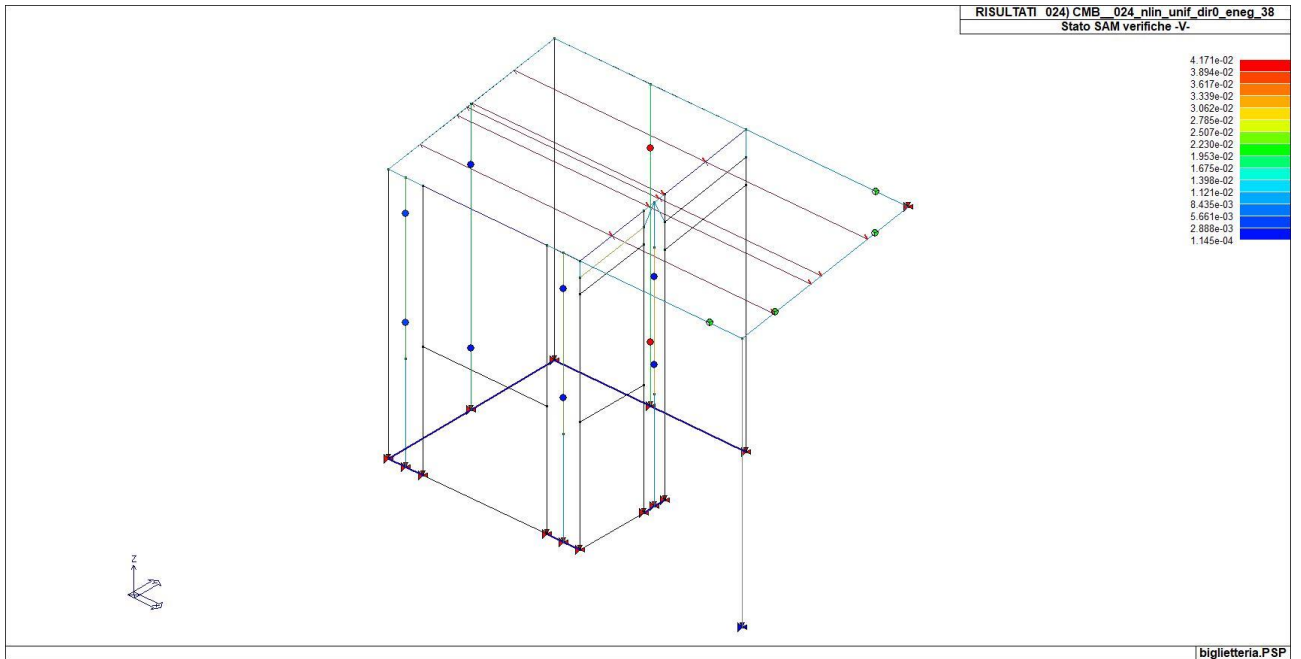 RISULTATI 024) CMB__024_nlin_unif_dir0_eneg_38
Stato SAM verifiche -V-
4.171e-02
3.894e-02
3.617e-02
3.339e-02
3.062e-02
2.785e-02
2.507e-02
2.230e-02
1.953e-02
1.675e-02
1.398e-02
1.121e-02
8.435e-03
5.661e-03
2.888e-03
1.145e-04
Z
biglietteria.PSP